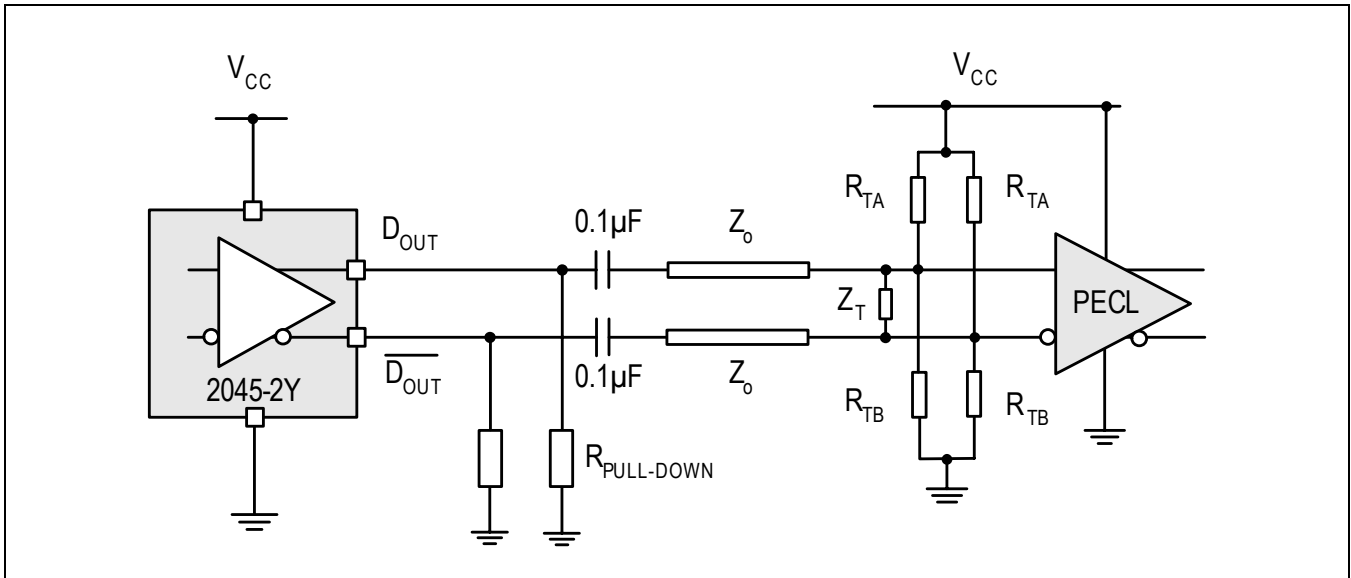 VCC
VCC
RTA
RTA
DOUT
0.1µF
Zo
ZT
PECL
2045-2Y
DOUT
0.1µF
Zo
RTB
RTB
RPULL-DOWN